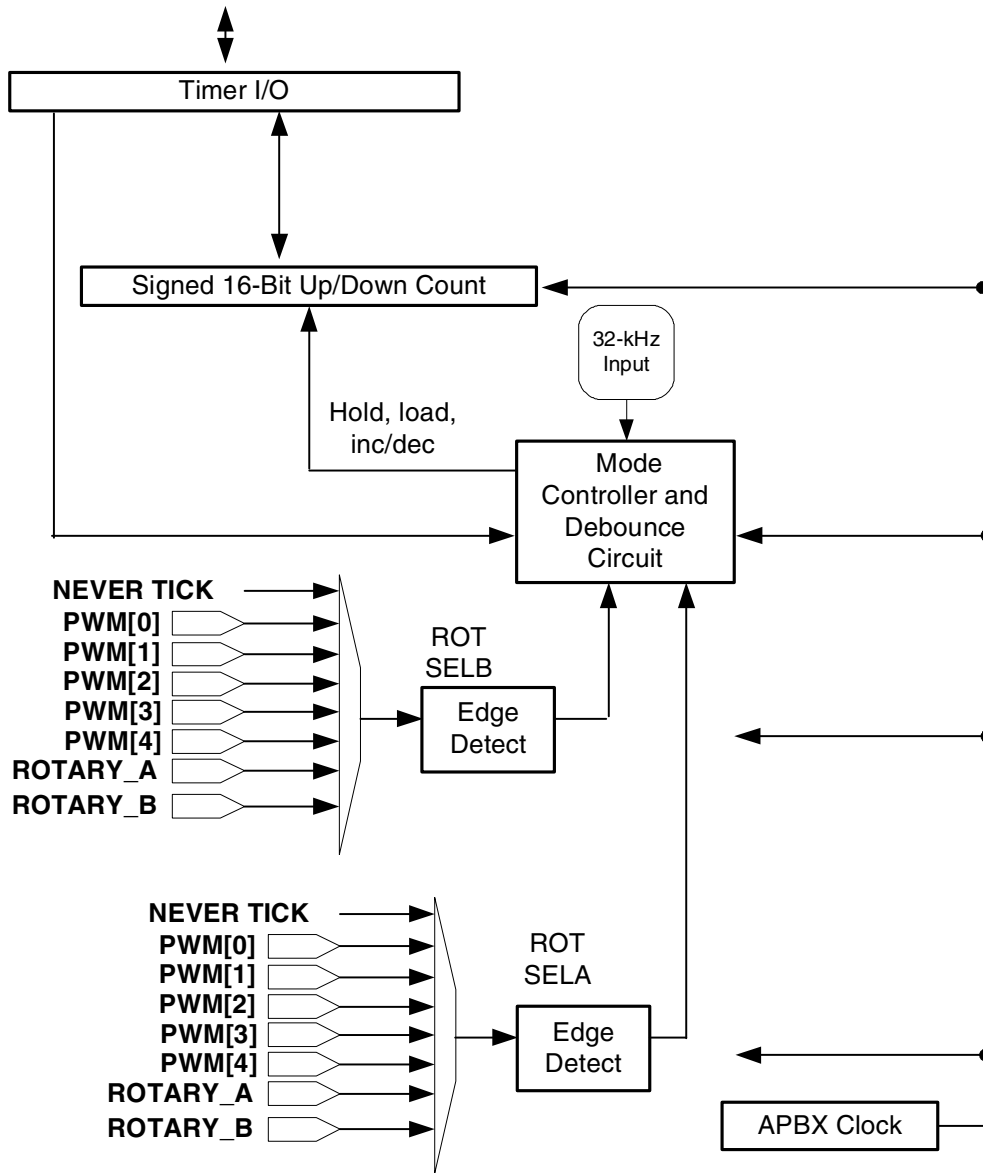 Timer I/O
Signed 16-Bit Up/Down Count
32-kHz
Input
Hold, load,
inc/dec
Mode
Controller and
Debounce
Circuit
NEVER TICK
PWM[0]
PWM[1]
PWM[2]
PWM[3]
PWM[4]
ROTARY_A
ROTARY_B
ROT
SELB
Edge
Detect
NEVER TICK
PWM[0]
PWM[1]
PWM[2]
PWM[3]
PWM[4]
ROTARY_A
ROTARY_B
ROT
SELA
Edge
Detect
APBX Clock